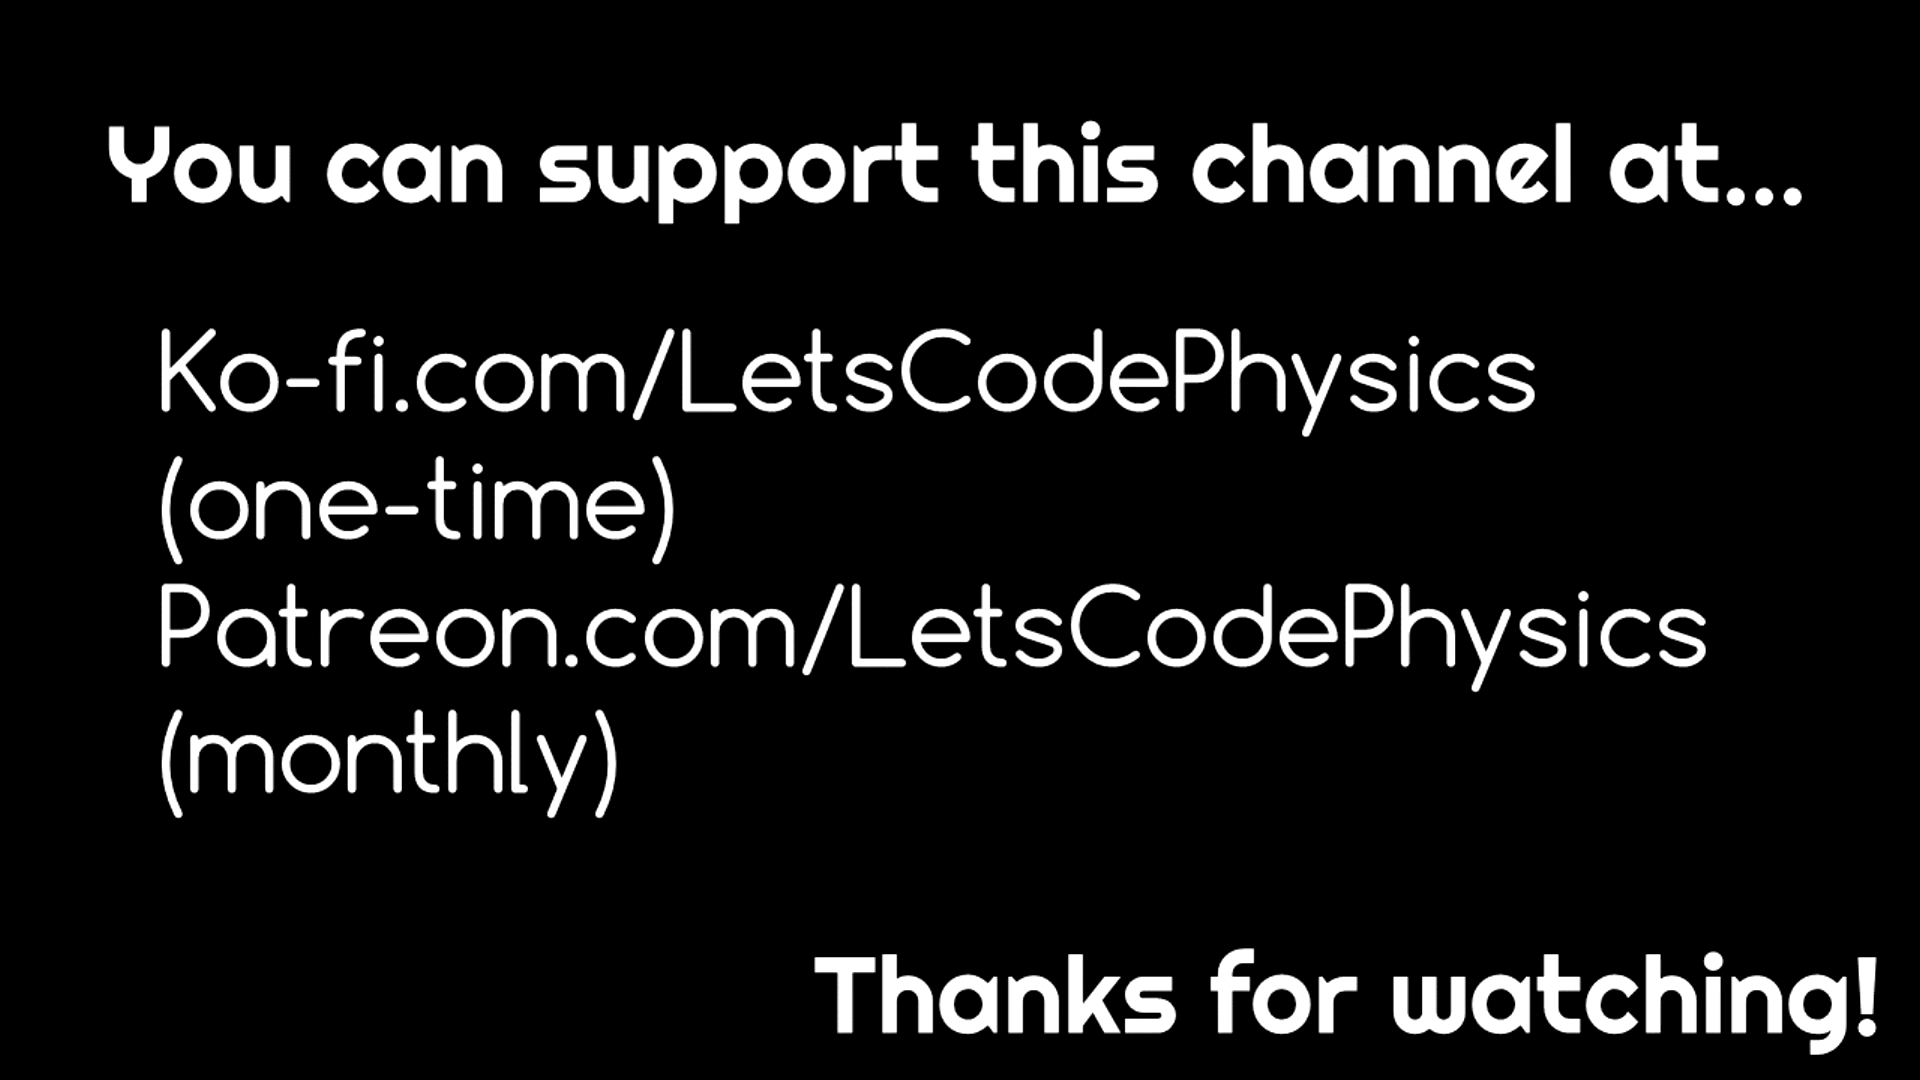 You can support this channel at...
Ko-fi.com/LetsCodePhysics
(one-time)
Patreon.com/LetsCodePhysics
(monthly)
Thanks for watching!